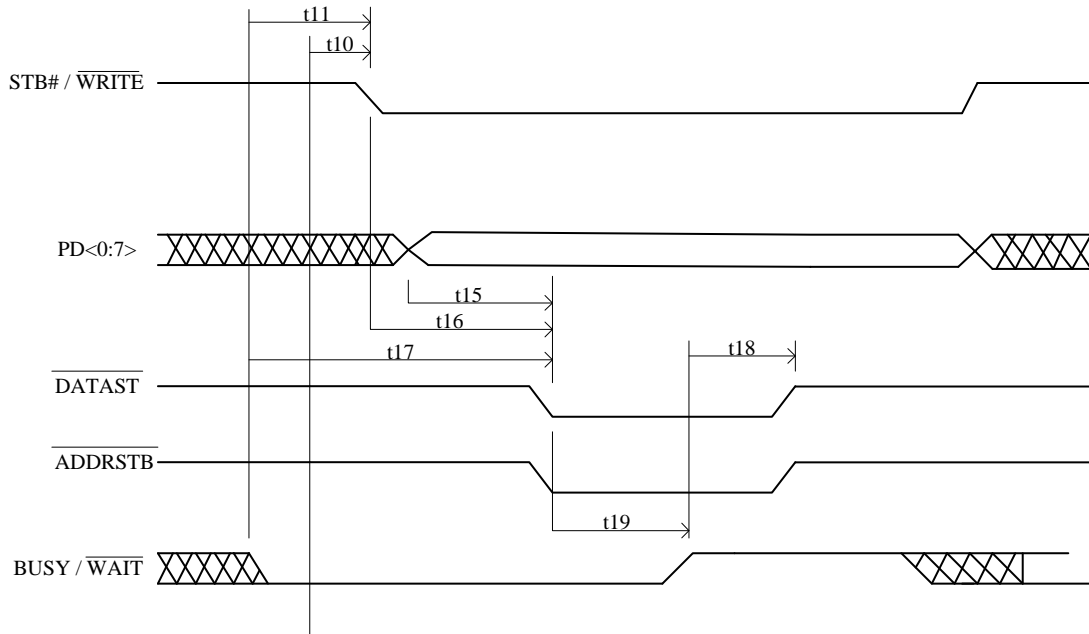 t11
t10
STB# / WRITE
PD<0:7>
t15
t16
t17
t18
DATAST
ADDRSTB
t19
BUSY / WAIT